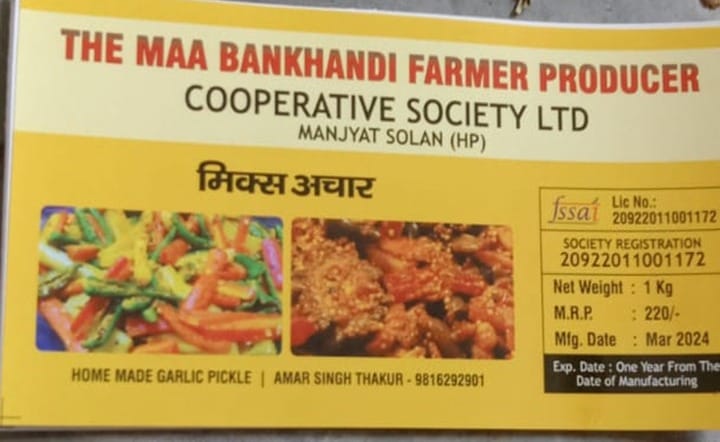 THE MAA BANKHANDI FARMER PRODUCER
COOPERATIVE SOCIETY LTD
MANJYAT SOLAN (HP)
मिक्स अचार
fssai Lic No.:
20922011001172
SOCIETY REGISTRATION
20922011001172
Net Weight : 1 Kg
M.R.P. : 220/-
Mfg. Date : Mar 2024
Exp. Date : One Year From The
Date of Manufacturing
HOME MADE GARLIC PICKLE | AMAR SINGH THAKUR - 9816292901